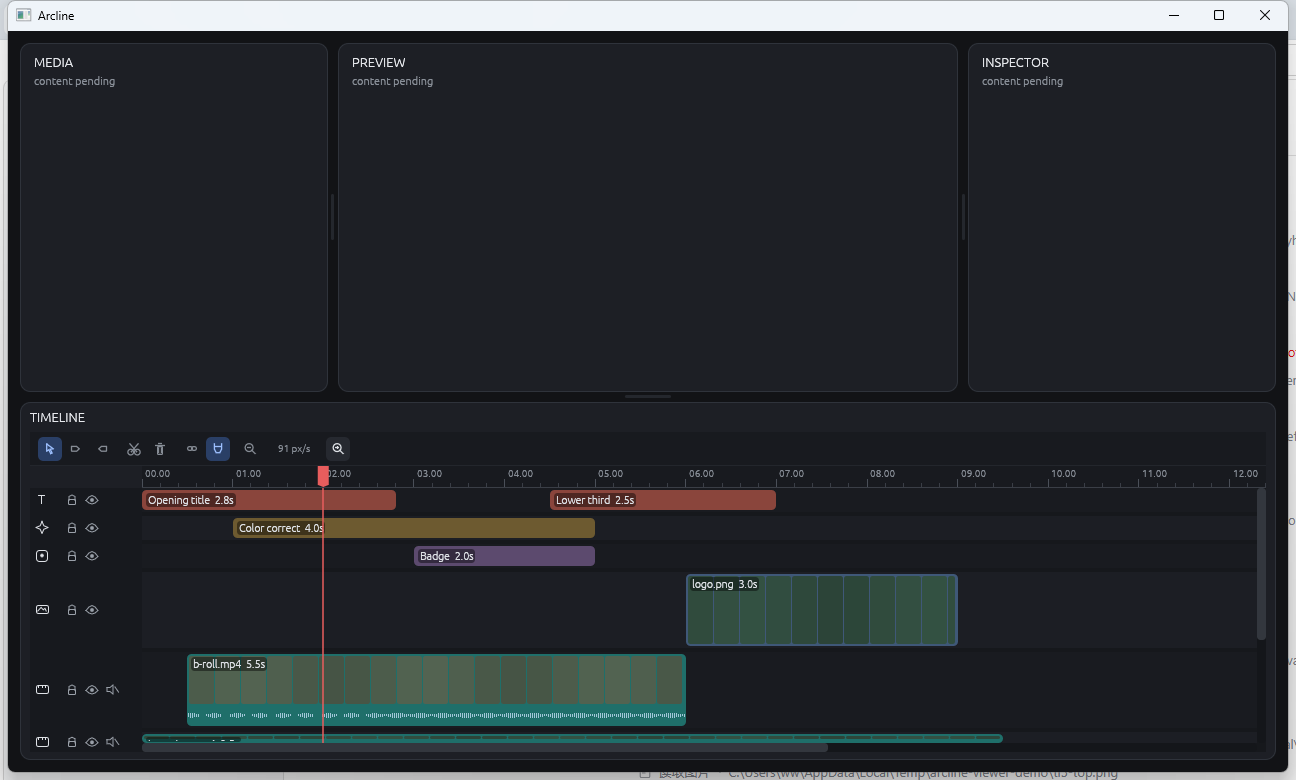 Arcline
MEDIA
content pending
PREVIEW
content pending
INSPECTOR
content pending
TIMELINE
91 px/s
00.00 01.00 02.00 03.00 04.00 05.00 06.00 07.00 08.00 09.00 10.00 11.00 12.00
T
Opening title 2.8s
Lower third 2.5s
Color correct 4.0s
Badge 2.0s
logo.png 3.0s
b-roll.mp4 5.5s